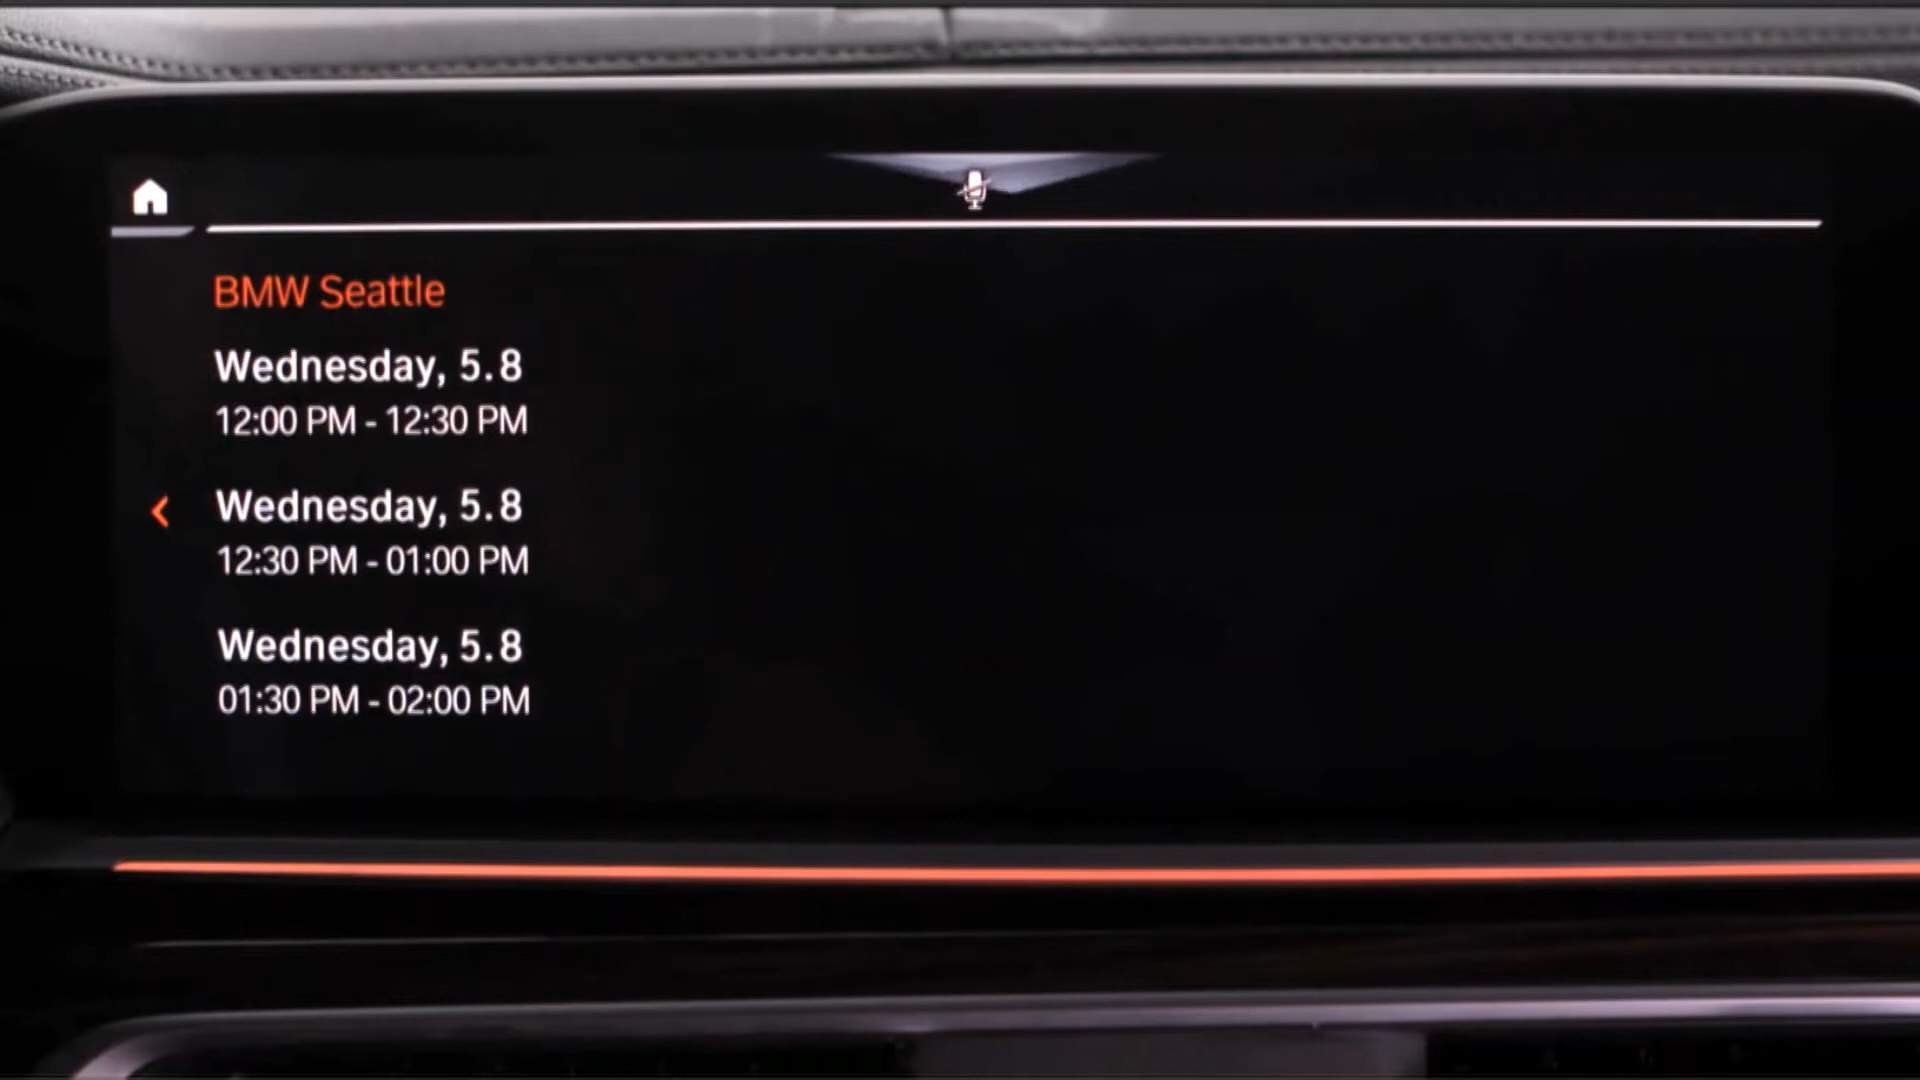 BMW Seattle
Wednesday, 5.8
12:00 PM - 12:30 PM
Wednesday, 5.8
12:30 PM - 01:00 PM
Wednesday, 5.8
01:30 PM - 02:00 PM